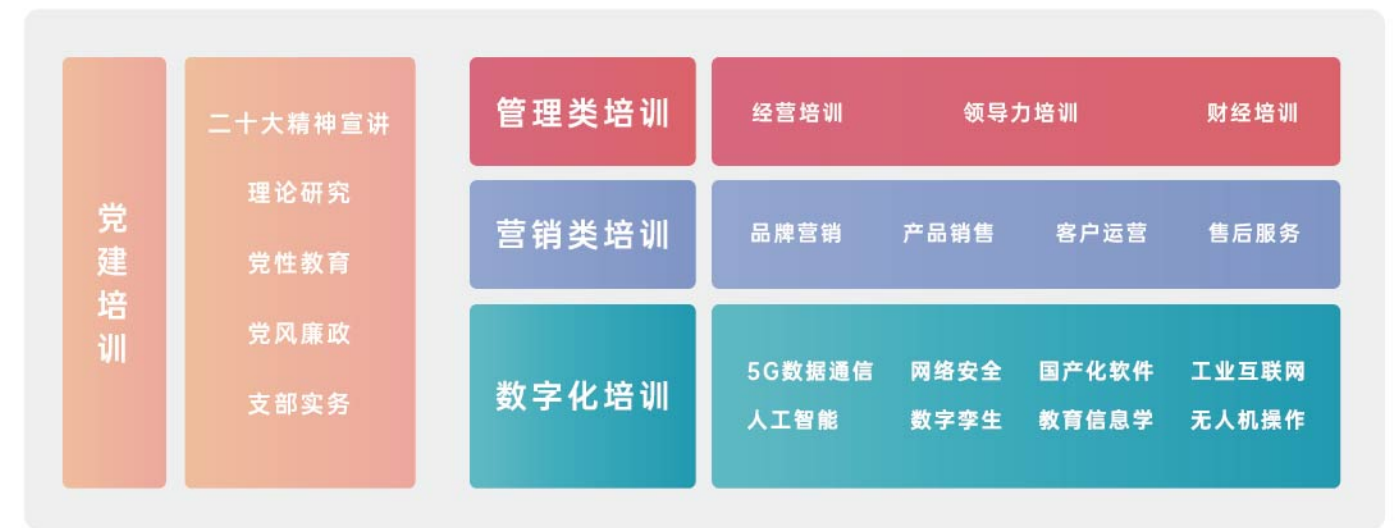 党建培训
二十大精神宣讲
理论研究
党性教育
党风廉政
支部实务
管理类培训
经营培训 领导力培训 财经培训
营销类培训
品牌营销 产品销售 客户运营 售后服务
数字化培训
5G数据通信 网络安全 国产化软件 工业互联网
人工智能 数字孪生 教育信息学 无人机操作